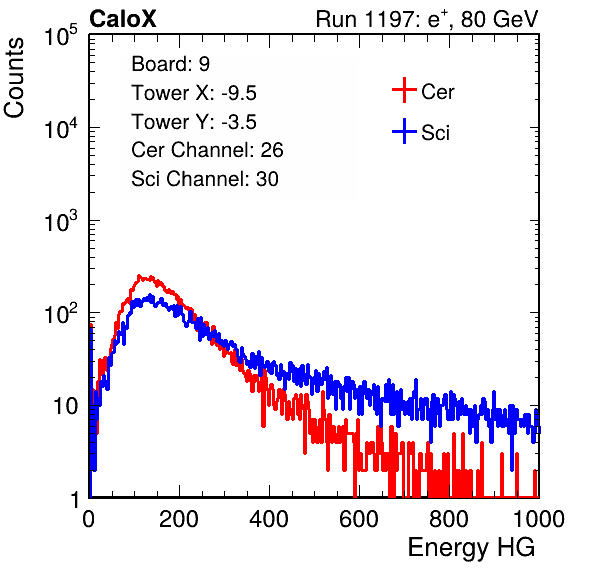 CaloX Run 1197: e⁺, 80 GeV
Counts
Board: 9
Tower X: -9.5
Tower Y: -3.5
Cer Channel: 26
Sci Channel: 30
Cer
Sci
10⁵
10⁴
10³
10²
10
1
0 200 400 600 800 1000
Energy HG